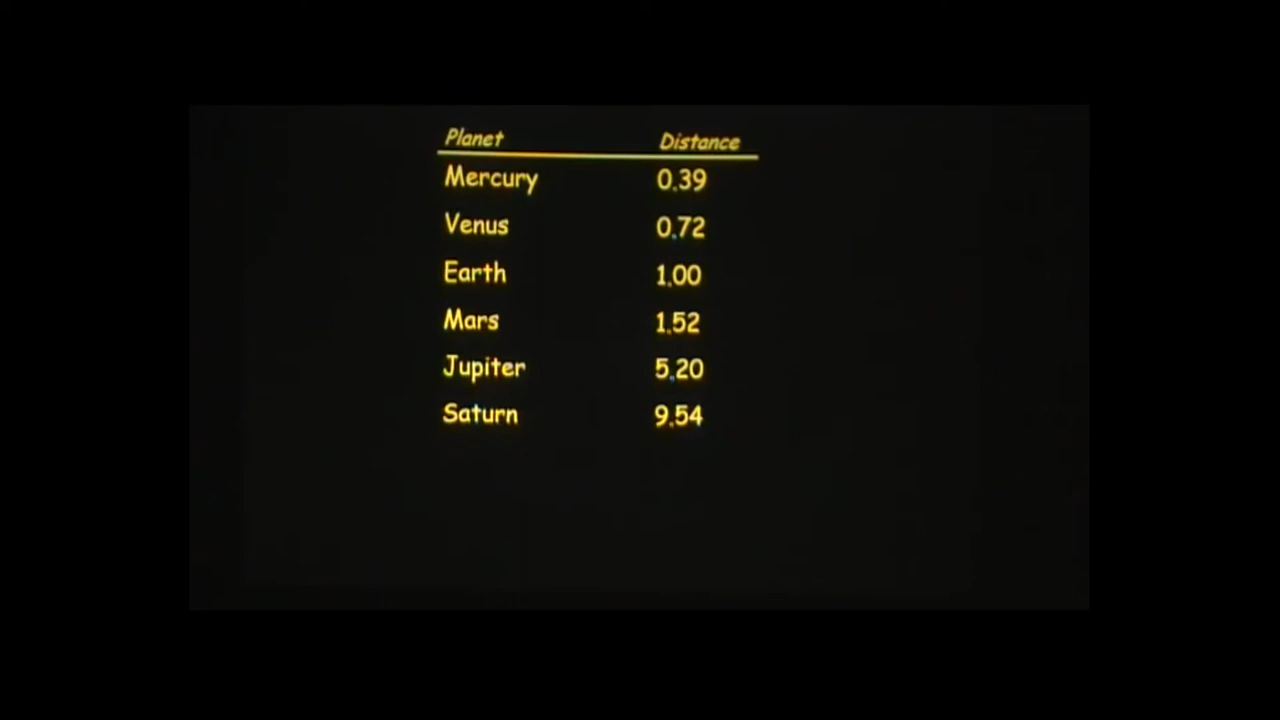 Planet Distance
Mercury 0.39
Venus 0.72
Earth 1.00
Mars 1.52
Jupiter 5.20
Saturn 9.54